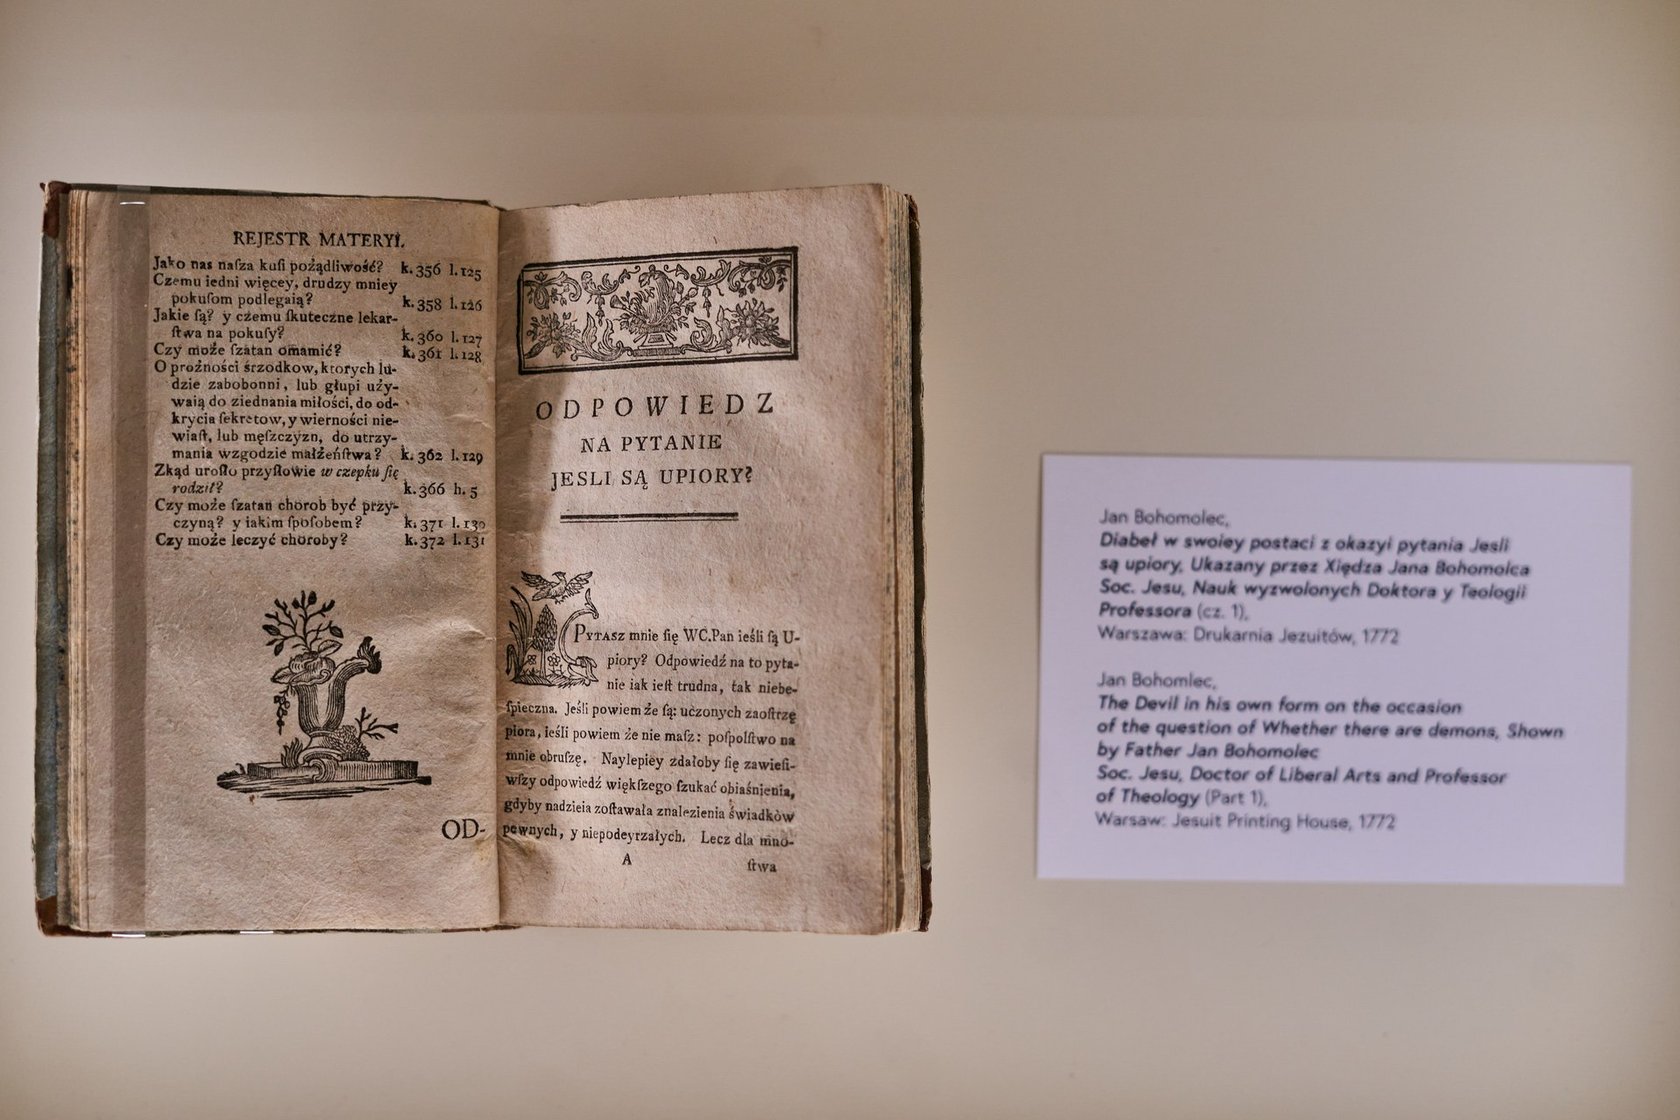 REJESTR MATERYI.
Jako nas naſza kuſi pożądliwość? k. 356 l. 125
Czemu iedni więcey, drudzy mniey
pokuſom podlegaią? k. 358 l. 126
Jakie ſą? y czemu ſkuteczne lekar-
ſtwa na pokuſy? k. 360 l. 127
Czy może ſzatan omamić? k. 361 l. 128
O prożności śrzodkow, ktorych lu-
dzie zabobonni, lub głupi uży-
waią do ziednania miłości, do od-
krycia ſekretow, y wierności nie-
wiaſt, lub męſzczyzn, do utrzy-
mania wzgodzie małżeńſtwa? k. 362 l. 129
Zkąd uroſło przyſłowie w czepku ſię
rodził? k. 366 h. 5
Czy może ſzatan chorob być przy-
czyną? y iakim ſpoſobem? k. 371 l. 130
Czy może leczyć choroby? k. 372 l. 131
OD-
ODPOWIEDZ
NA PYTANIE
JESLI SĄ UPIORY?
PYTASZ mnie ſię WC.Pan ieśli ſą U-
piory? Odpowiedź na to pyta-
nie iak ieſt trudna, tak niebe-
ſpieczna. Jeśli powiem że ſą: uczonych zaoſtrzę
piora, ieśli powiem że nie maſz: poſpolſtwo na
mnie obruſzę. Naylepiey zdałoby ſię zawieſi-
wſzy odpowiedź więkſzego ſzukać obiaśnienia,
gdyby nadzieia zoſtawała znalezienia świadkow
pewnych, y niepodeyrzałych. Lecz dla mno-
A
ſtwa
Jan Bohomolec,
Diabeł w swoiey postaci z okazyi pytania Jesli
są upiory, Ukazany przez Xiędza Jana Bohomolca
Soc. Jesu, Nauk wyzwolonych Doktora y Teologii
Professora (cz. 1),
Warszawa: Drukarnia Jezuitów, 1772
Jan Bohomlec,
The Devil in his own form on the occasion
of the question of Whether there are demons, Shown
by Father Jan Bohomolec
Soc. Jesu, Doctor of Liberal Arts and Professor
of Theology (Part 1),
Warsaw: Jesuit Printing House, 1772